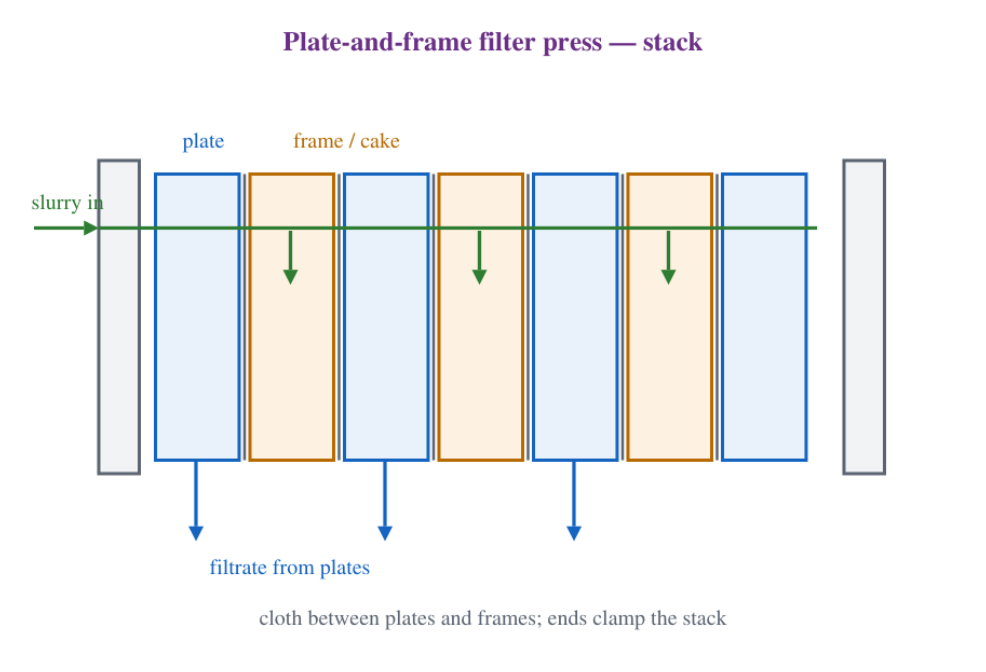 Plate-and-frame filter press — stack
plate
frame / cake
slurry in
filtrate from plates
cloth between plates and frames; ends clamp the stack